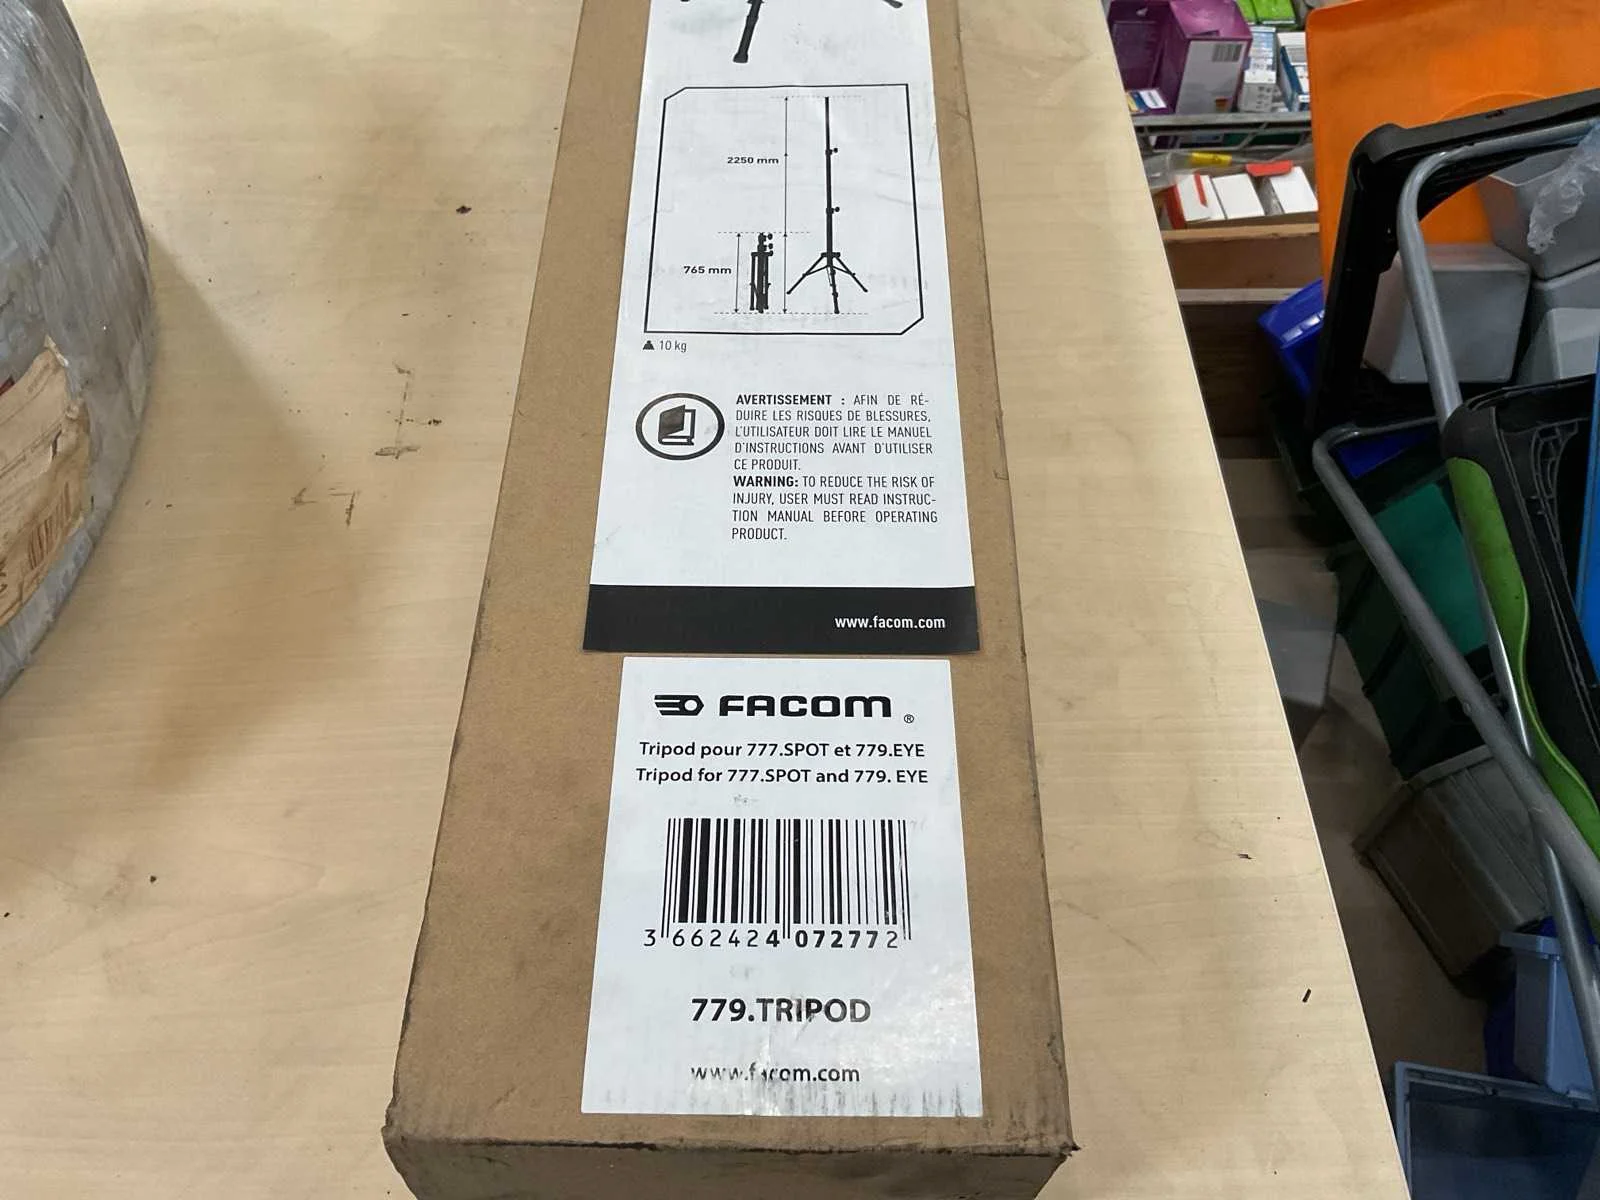 2250 mm
765 mm
10 kg
AVERTISSEMENT : AFIN DE RÉ-
DUIRE LES RISQUES DE BLESSURES,
L'UTILISATEUR DOIT LIRE LE MANUEL
D'INSTRUCTIONS AVANT D'UTILISER
CE PRODUIT.
WARNING: TO REDUCE THE RISK OF
INJURY, USER MUST READ INSTRUC-
TION MANUAL BEFORE OPERATING
PRODUCT.
www.facom.com
FACOM ®
Tripod pour 777.SPOT et 779.EYE
Tripod for 777.SPOT and 779. EYE
3 662424 072772
779.TRIPOD
www.facom.com